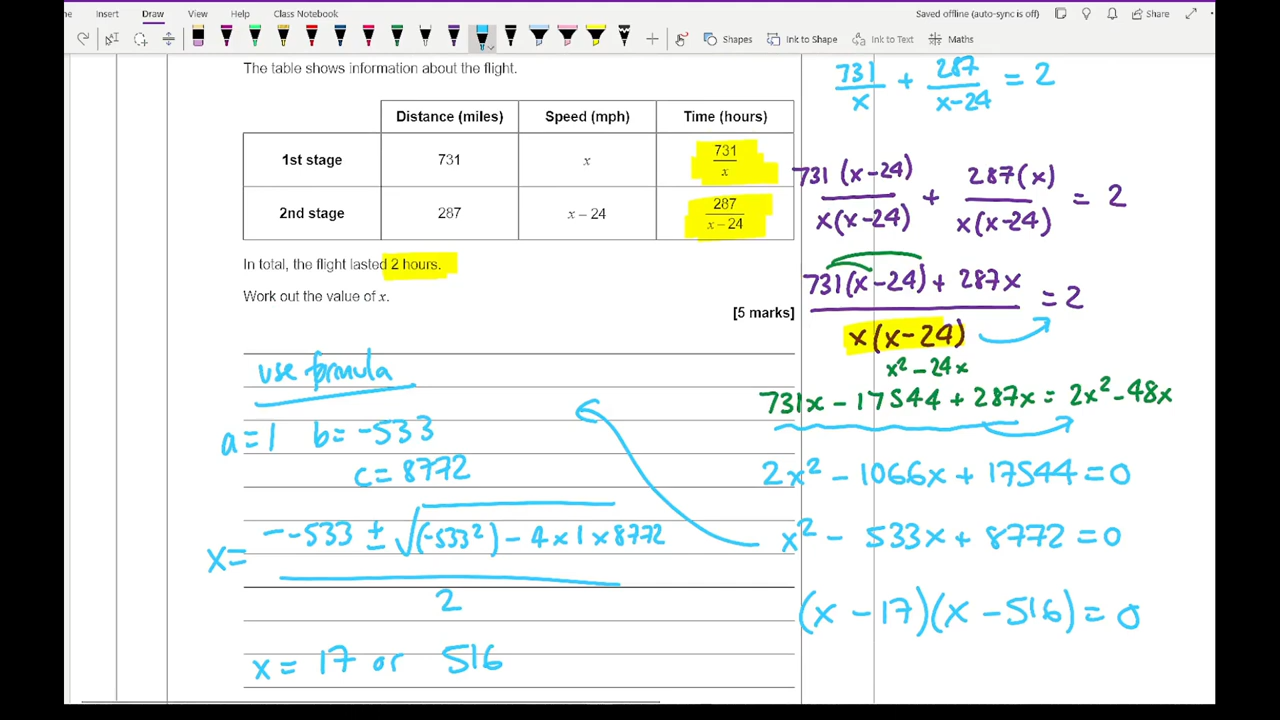 Insert Draw View Help Class Notebook Saved offline (auto-sync is off) Share
Shapes Ink to Shape Ink to Text Maths
The table shows information about the flight.
Distance (miles) Speed (mph) Time (hours)
1st stage 731 x 731/x
2nd stage 287 x – 24 287/(x – 24)
In total, the flight lasted 2 hours.
Work out the value of x.
[5 marks]
use formula
a = 1 b = -533
c = 8772
x = (--533 ± √((-533²) - 4 × 1 × 8772))/2
x = 17 or 516
731/x + 287/(x-24) = 2
731(x-24)/(x(x-24)) + 287(x)/(x(x-24)) = 2
(731(x-24) + 287x)/(x(x-24)) = 2
x² - 24x
731x - 17544 + 287x = 2x² - 48x
2x² - 1066x + 17544 = 0
x² - 533x + 8772 = 0
(x - 17)(x - 516) = 0